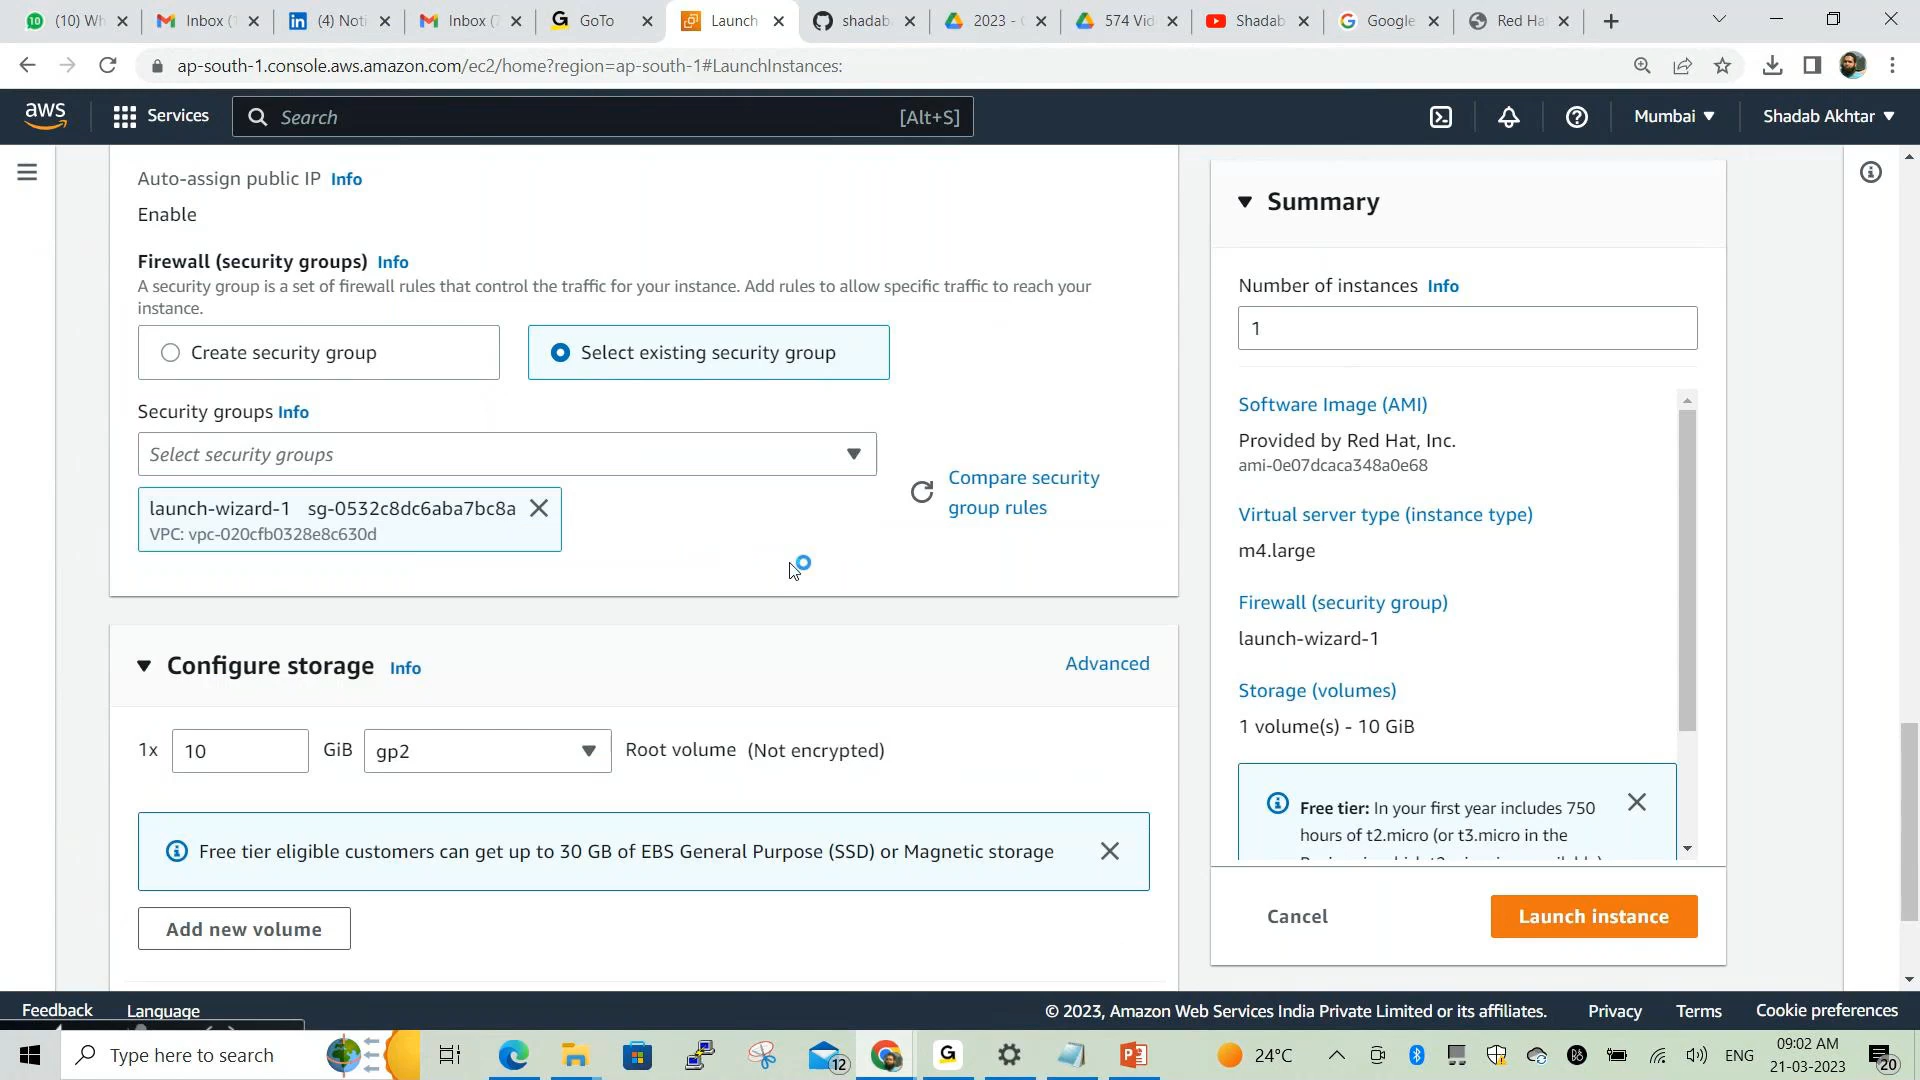 (10) Wh
Inbox (1
(4) Noti
Inbox (7
GoTo
Launch
shadab
2023 - C
574 Vid
Shadab
Google
Red Ha
ap-south-1.console.aws.amazon.com/ec2/home?region=ap-south-1#LaunchInstances:
aws
Services
Search
[Alt+S]
Mumbai
Shadab Akhtar
Auto-assign public IP Info
Enable
Firewall (security groups) Info
A security group is a set of firewall rules that control the traffic for your instance. Add rules to allow specific traffic to reach your
instance.
Create security group
Select existing security group
Security groups Info
Select security groups
launch-wizard-1 sg-0532c8dc6aba7bc8a
VPC: vpc-020cfb0328e8c630d
Compare security
group rules
Configure storage Info
Advanced
1x 10 GiB gp2 Root volume (Not encrypted)
Free tier eligible customers can get up to 30 GB of EBS General Purpose (SSD) or Magnetic storage
Add new volume
Summary
Number of instances Info
1
Software Image (AMI)
Provided by Red Hat, Inc.
ami-0e07dcaca348a0e68
Virtual server type (instance type)
m4.large
Firewall (security group)
launch-wizard-1
Storage (volumes)
1 volume(s) - 10 GiB
Free tier: In your first year includes 750
hours of t2.micro (or t3.micro in the
Cancel
Launch instance
Feedback
Language
© 2023, Amazon Web Services India Private Limited or its affiliates.
Privacy
Terms
Cookie preferences
Type here to search
12
24°C
ENG
09:02 AM
21-03-2023
20